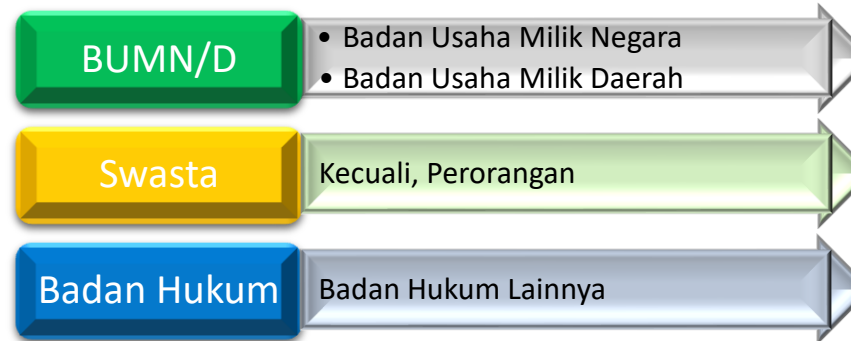 BUMN/D
• Badan Usaha Milik Negara
• Badan Usaha Milik Daerah
Swasta
Kecuali, Perorangan
Badan Hukum
Badan Hukum Lainnya